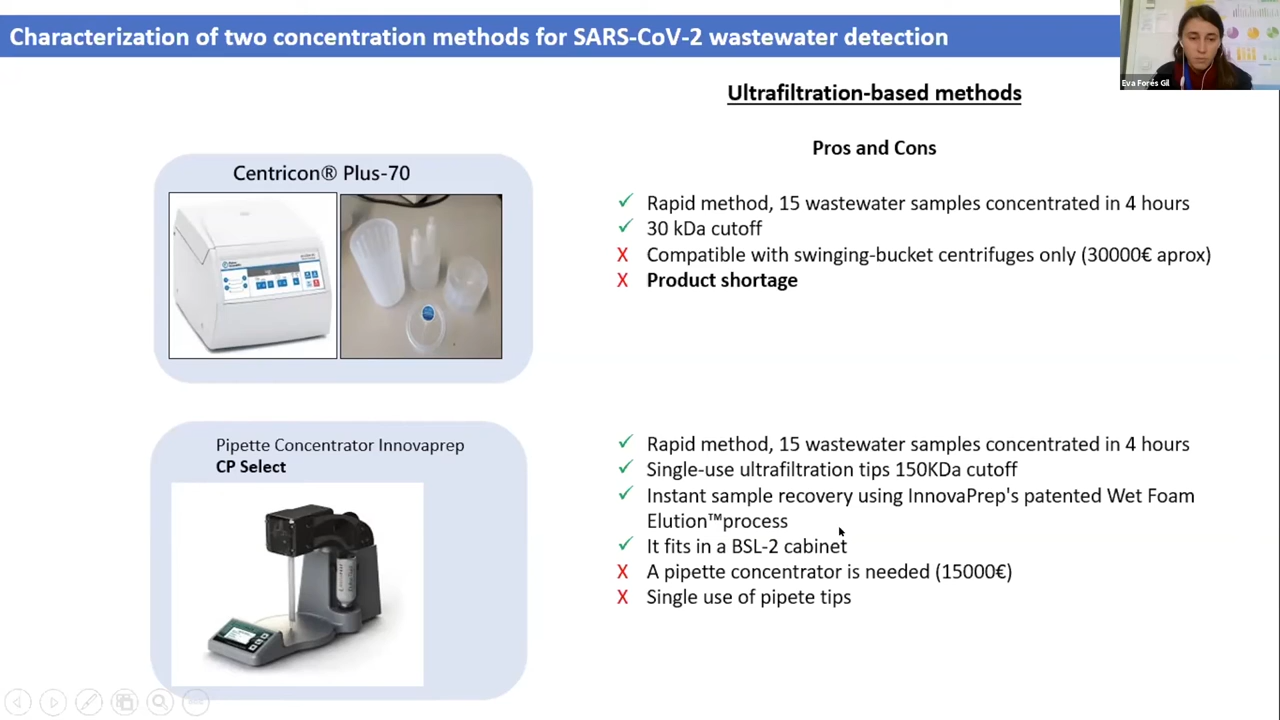 Characterization of two concentration methods for SARS-CoV-2 wastewater detection
Eva Forés Gil
Ultrafiltration-based methods
Pros and Cons
Centricon® Plus-70
✓ Rapid method, 15 wastewater samples concentrated in 4 hours
✓ 30 kDa cutoff
X Compatible with swinging-bucket centrifuges only (30000€ aprox)
X Product shortage
Pipette Concentrator Innovaprep
CP Select
✓ Rapid method, 15 wastewater samples concentrated in 4 hours
✓ Single-use ultrafiltration tips 150KDa cutoff
✓ Instant sample recovery using InnovaPrep's patented Wet Foam
Elution™process
✓ It fits in a BSL-2 cabinet
X A pipette concentrator is needed (15000€)
X Single use of pipete tips